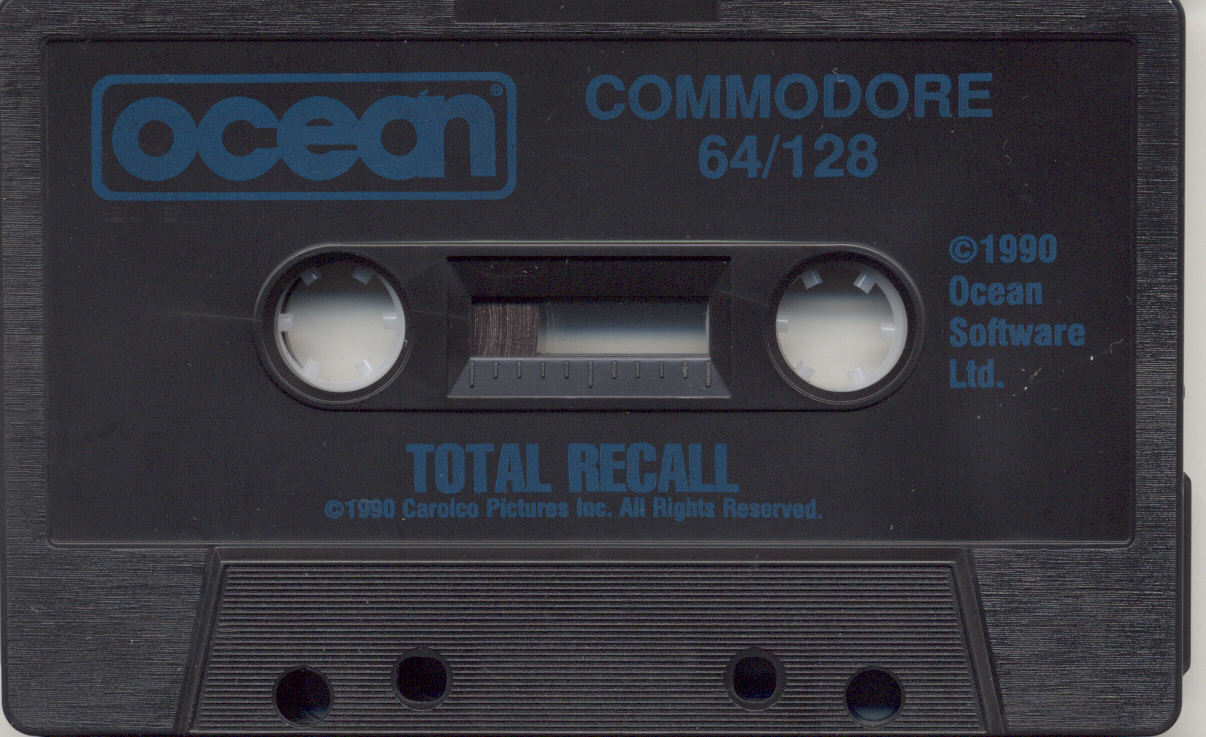 ocean®
COMMODORE
64/128
©1990
Ocean
Software
Ltd.
TOTAL RECALL
©1990 Carolco Pictures Inc. All Rights Reserved.